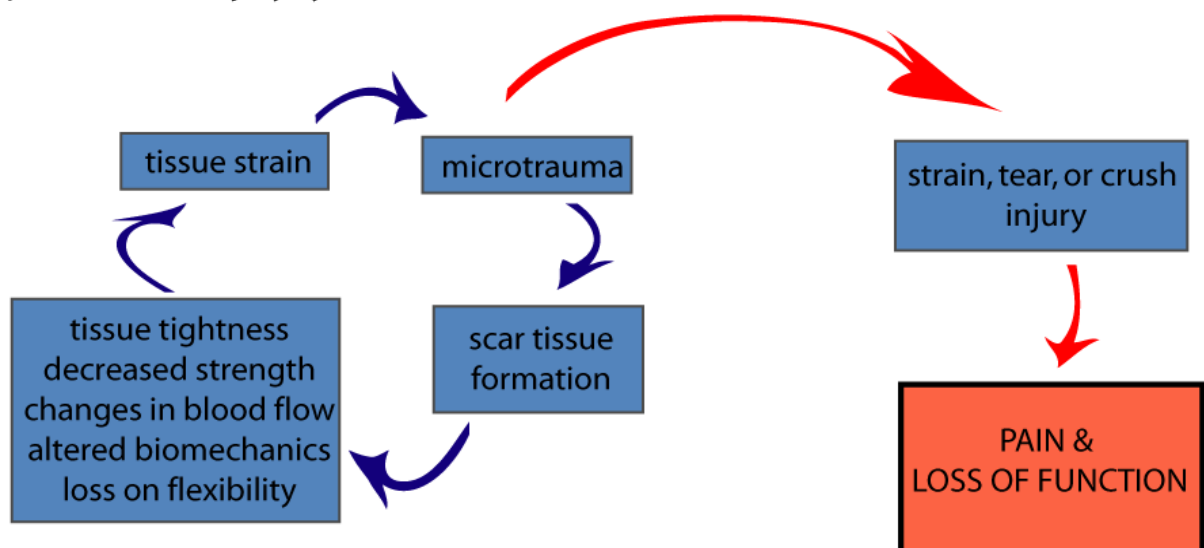 tissue strain
microtrauma
strain, tear, or crush
injury
tissue tightness
decreased strength
changes in blood flow
altered biomechanics
loss on flexibility
scar tissue
formation
PAIN &
LOSS OF FUNCTION